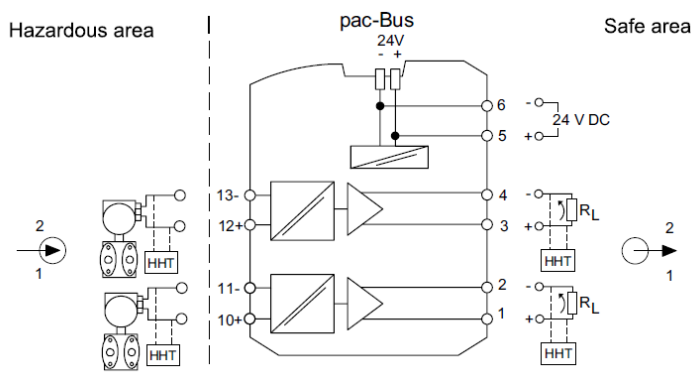 Hazardous area
pac-Bus
Safe area
24V
- +
6 -
24 V DC
5 +
13- 4 -
RL
12+ 3 +
2
1
HHT
HHT
2
1
11- 2 -
RL
10+ 1 +
HHT
HHT